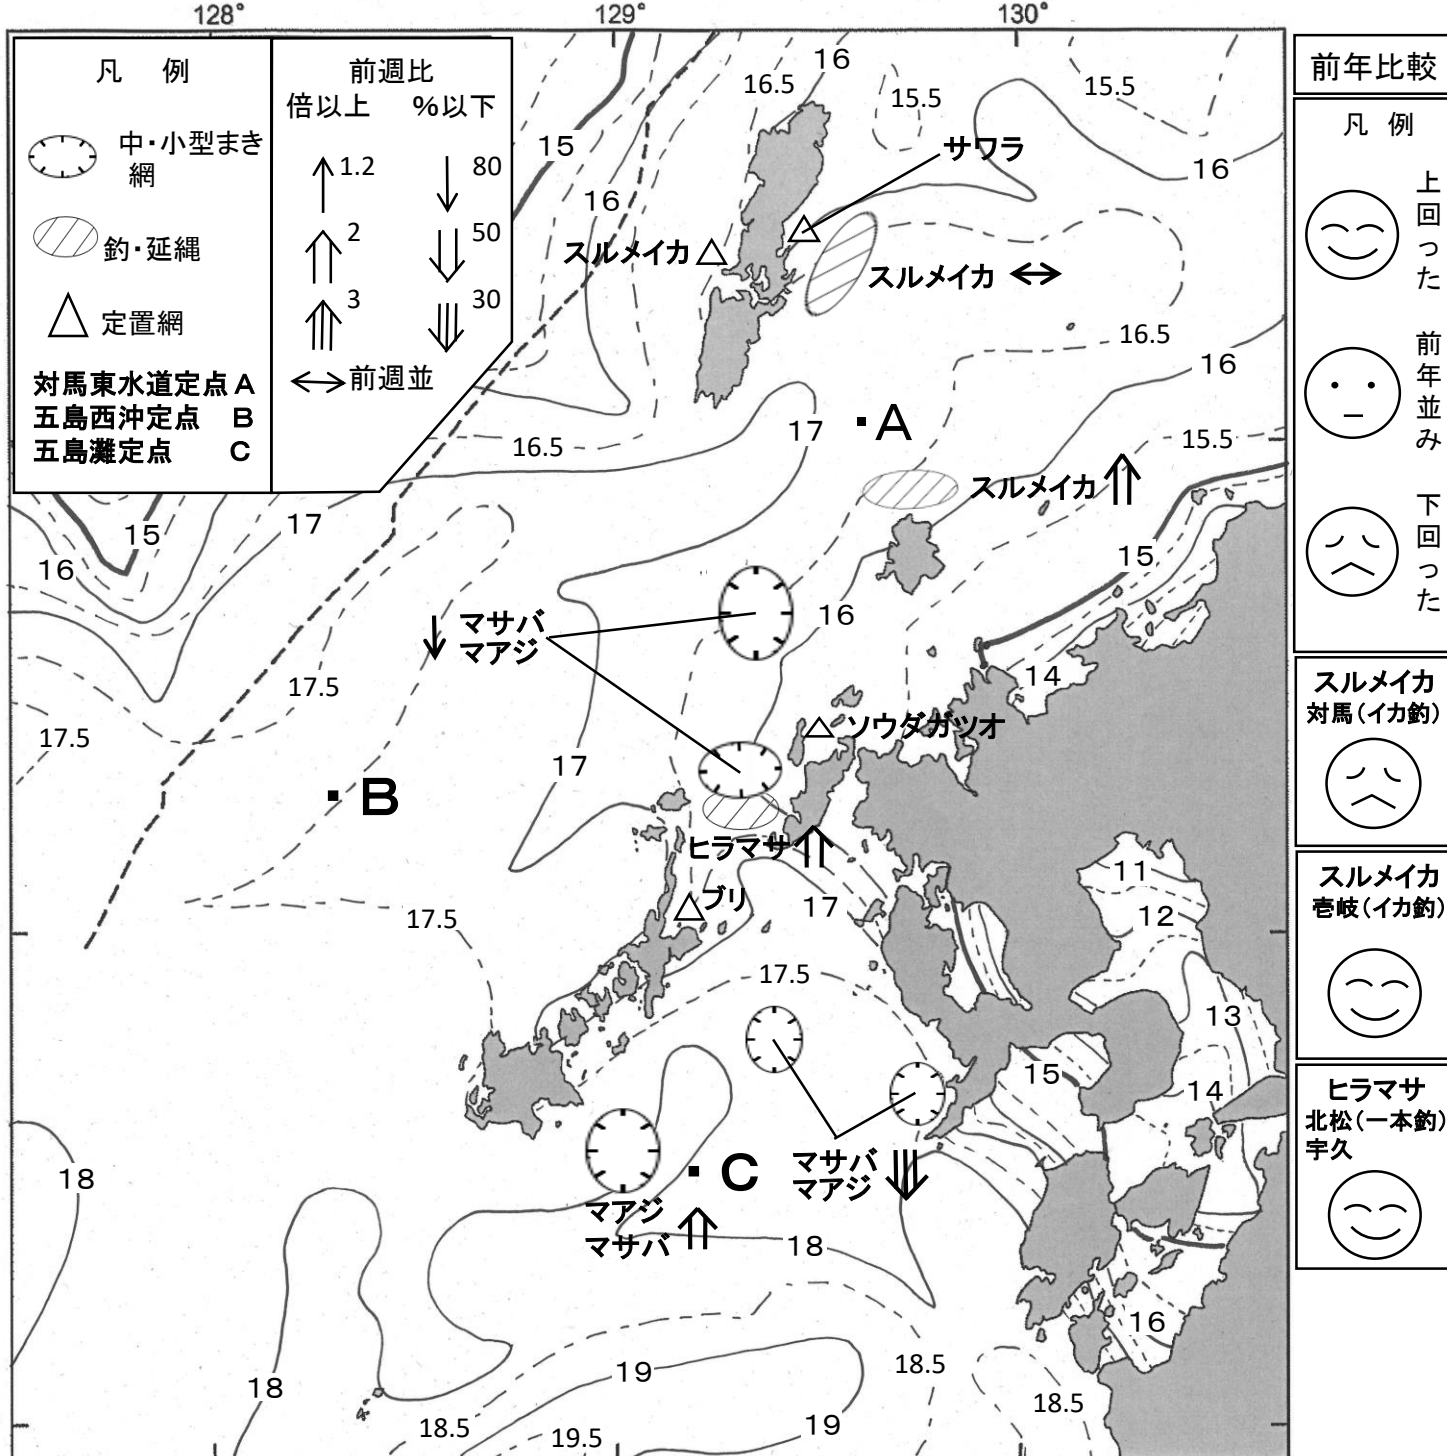 128°
129°
130°
凡 例
中・小型まき
網
釣・延縄
定置網
対馬東水道定点 A
五島西沖定点 B
五島灘定点 C
前週比
倍以上 %以下
1.2 80
2 50
3 30
前週並
前年比較
凡 例
上回った
前年並み
下回った
スルメイカ
対馬(イカ釣)
スルメイカ
壱岐(イカ釣)
ヒラマサ
北松(一本釣)
宇久
16
16.5
15.5
15.5
15
サワラ
16
16
スルメイカ
スルメイカ
16.5
16
17
A
16.5
15.5
スルメイカ
17
15
16
15
16
マサバ
マアジ
17.5
14
17.5
ソウダガツオ
17
B
ヒラマサ
11
ブリ
17
12
17.5
17.5
13
15
14
18
C
マサバ
マアジ
マアジ
マサバ
18
16
18.5
19
18
18.5
18.5
19
19.5